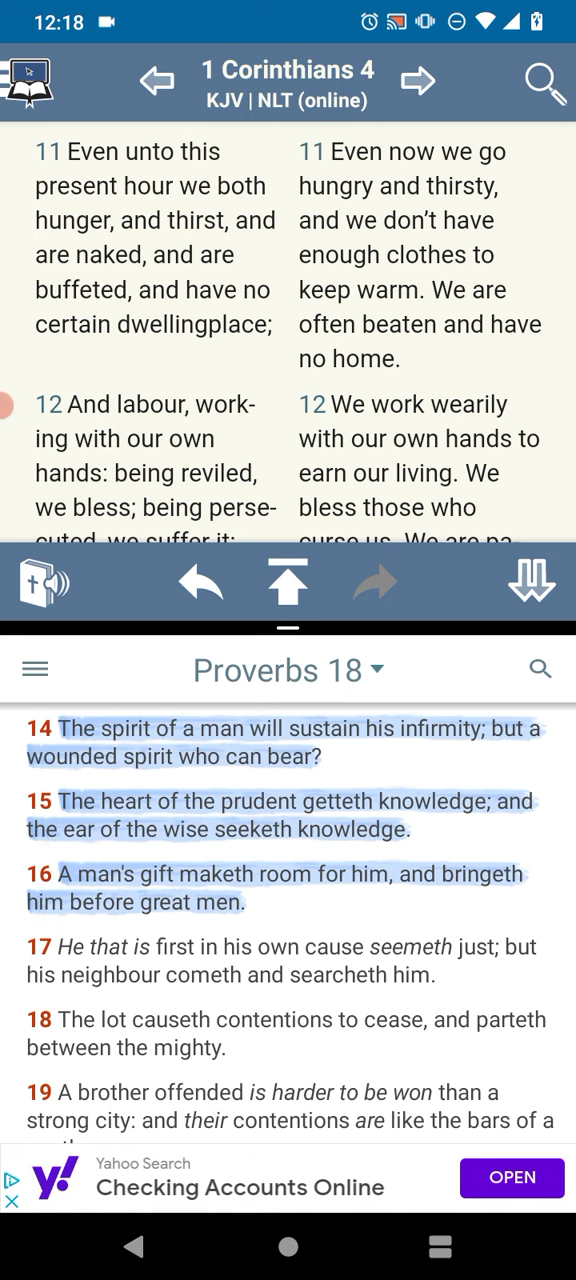 12:18
1 Corinthians 4
KJV | NLT (online)
11 Even unto this
present hour we both
hunger, and thirst, and
are naked, and are
buffeted, and have no
certain dwellingplace;
12 And labour, work-
ing with our own
hands: being reviled,
we bless; being perse-
cuted, we suffer it:
11 Even now we go
hungry and thirsty,
and we don’t have
enough clothes to
keep warm. We are
often beaten and have
no home.
12 We work wearily
with our own hands to
earn our living. We
bless those who
curse us. We are pa-
Proverbs 18
14 The spirit of a man will sustain his infirmity; but a
wounded spirit who can bear?
15 The heart of the prudent getteth knowledge; and
the ear of the wise seeketh knowledge.
16 A man's gift maketh room for him, and bringeth
him before great men.
17 He that is first in his own cause seemeth just; but
his neighbour cometh and searcheth him.
18 The lot causeth contentions to cease, and parteth
between the mighty.
19 A brother offended is harder to be won than a
strong city: and their contentions are like the bars of a
y!
Yahoo Search
Checking Accounts Online
OPEN